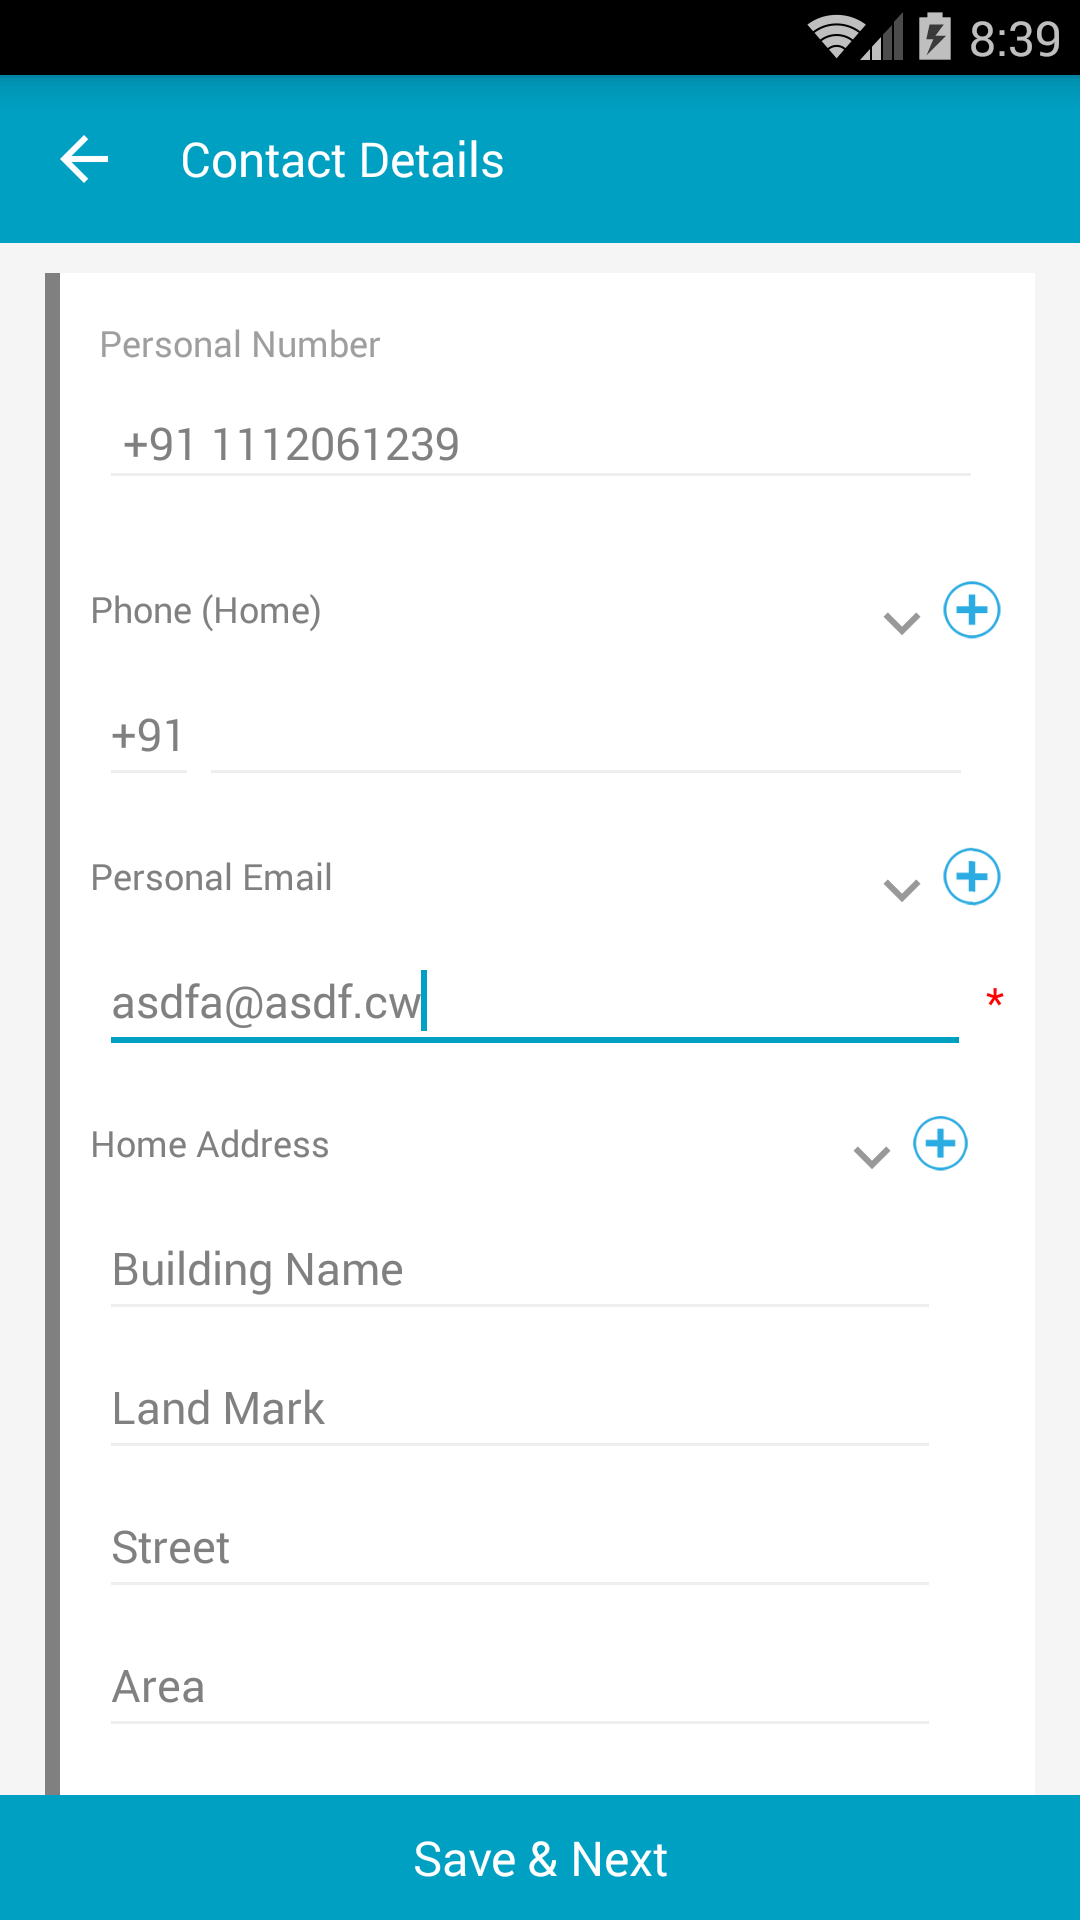 8:39
Contact Details
Personal Number
+91 1112061239
Phone (Home)
+91
Personal Email
asdfa@asdf.cw
*
Home Address
Building Name
Land Mark
Street
Area
Save & Next